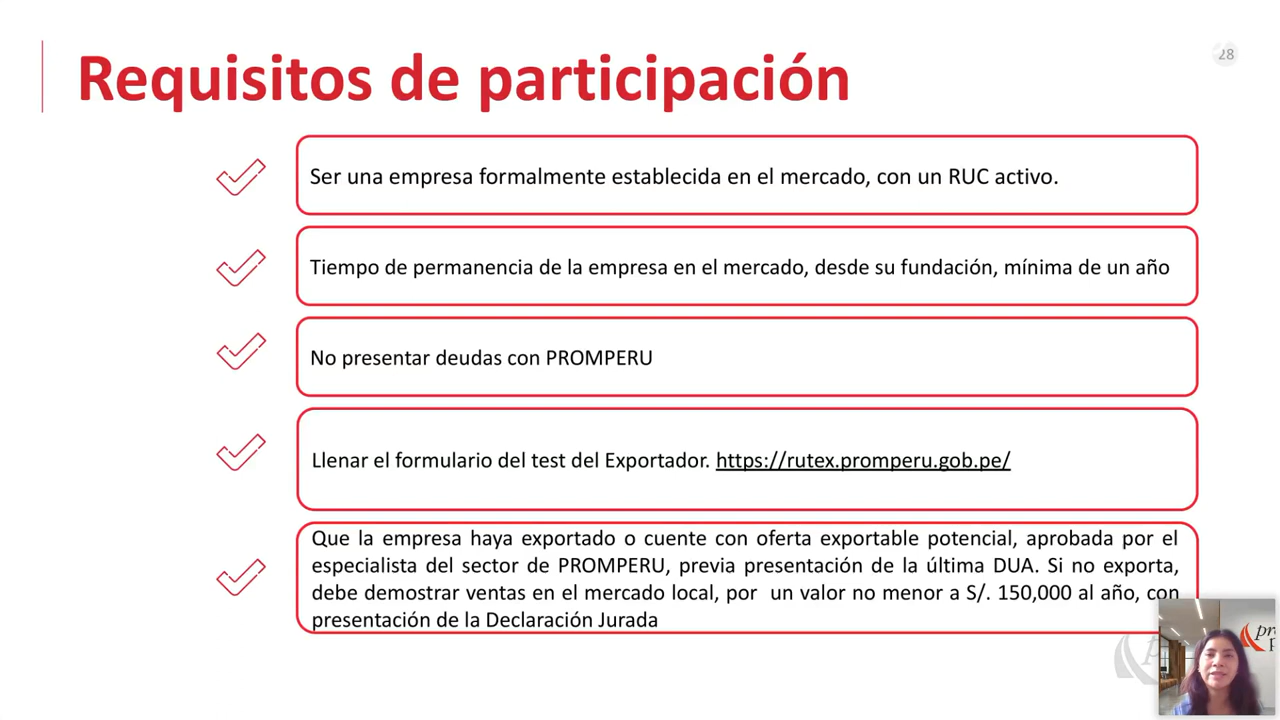 28
Requisitos de participación
Ser una empresa formalmente establecida en el mercado, con un RUC activo.
Tiempo de permanencia de la empresa en el mercado, desde su fundación, mínima de un año
No presentar deudas con PROMPERU
Llenar el formulario del test del Exportador. https://rutex.promperu.gob.pe/
Que la empresa haya exportado o cuente con oferta exportable potencial, aprobada por el
especialista del sector de PROMPERU, previa presentación de la última DUA. Si no exporta,
debe demostrar ventas en el mercado local, por un valor no menor a S/. 150,000 al año, con
presentación de la Declaración Jurada